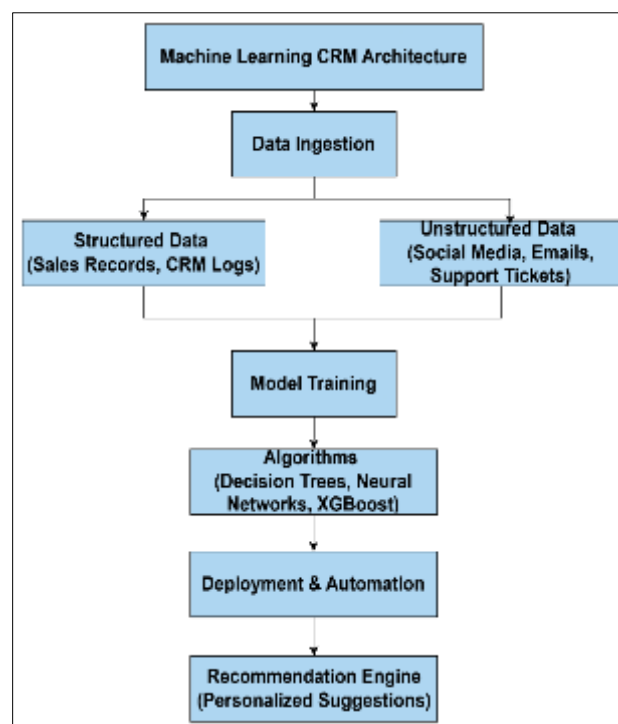 Machine Learning CRM Architecture
Data Ingestion
Structured Data
(Sales Records, CRM Logs)
Unstructured Data
(Social Media, Emails,
Support Tickets)
Model Training
Algorithms
(Decision Trees, Neural
Networks, XGBoost)
Deployment & Automation
Recommendation Engine
(Personalized Suggestions)